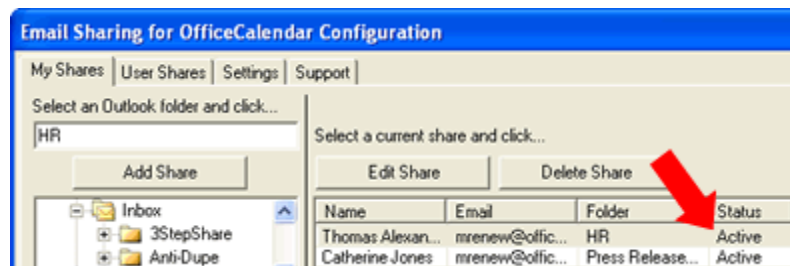 Email Sharing for OfficeCalendar Configuration
My Shares User Shares Settings Support
Select an Outlook folder and click...
HR
Add Share
Inbox
3StepShare
Anti-Dupe
Select a current share and click...
Edit Share Delete Share
Name Email Folder Status
Thomas Alexan... mrenew@offic... HR Active
Catherine Jones mrenew@offic... Press Release... Active